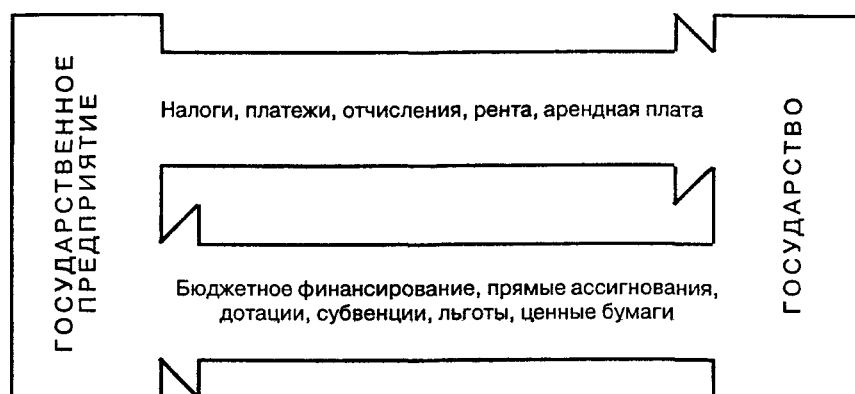 ГОСУДАРСТВЕННОЕ
ПРЕДПРИЯТИЕ
Налоги, платежи, отчисления, рента, арендная плата
Бюджетное финансирование, прямые ассигнования,
дотации, субвенции, льготы, ценные бумаги
ГОСУДАРСТВО